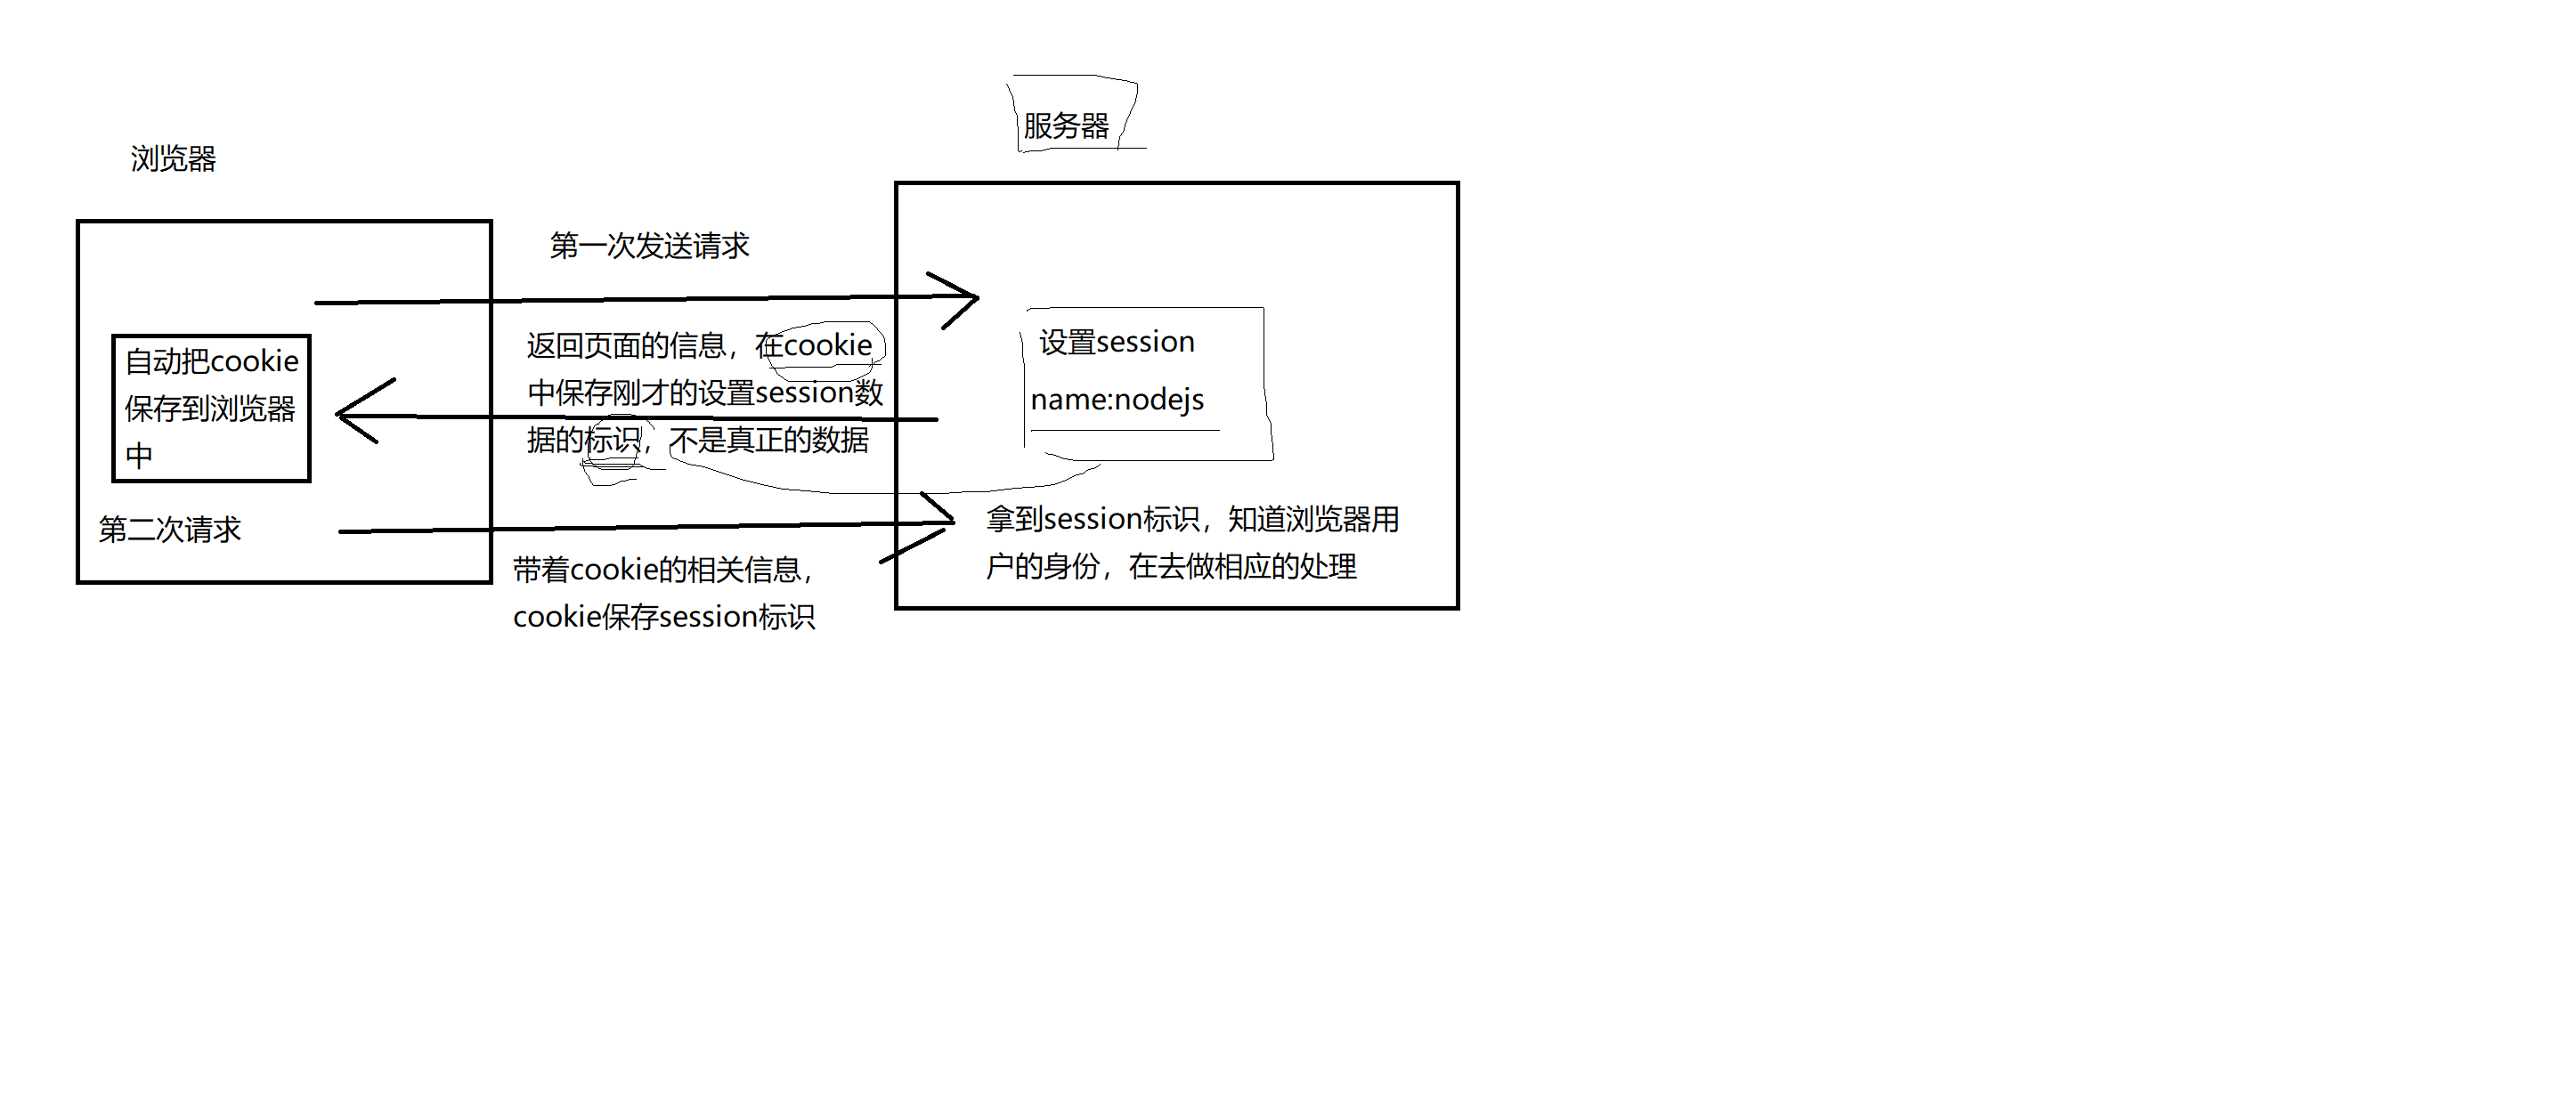 服务器
浏览器
第一次发送请求
返回页面的信息，在cookie
中保存刚才的设置session数
据的标识，不是真正的数据
设置session
name:nodejs
自动把cookie
保存到浏览器
中
第二次请求
带着cookie的相关信息，
cookie保存session标识
拿到session标识，知道浏览器用
户的身份，在去做相应的处理